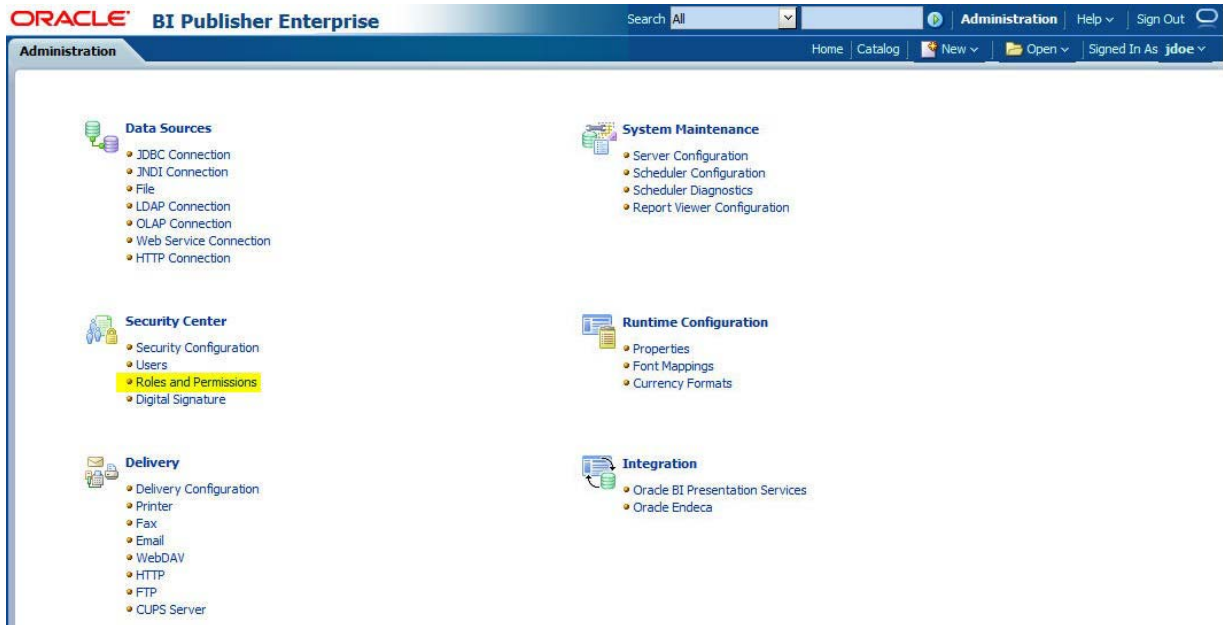 ORACLE BI Publisher Enterprise Search All Administration Help Sign Out
Administration Home Catalog New Open Signed In As jdoe
Data Sources
JDBC Connection
JNDI Connection
File
LDAP Connection
OLAP Connection
Web Service Connection
HTTP Connection
System Maintenance
Server Configuration
Scheduler Configuration
Scheduler Diagnostics
Report Viewer Configuration
Security Center
Security Configuration
Users
Roles and Permissions
Digital Signature
Runtime Configuration
Properties
Font Mappings
Currency Formats
Delivery
Delivery Configuration
Printer
Fax
Email
WebDAV
HTTP
FTP
CUPS Server
Integration
Oracle BI Presentation Services
Oracle Endeca